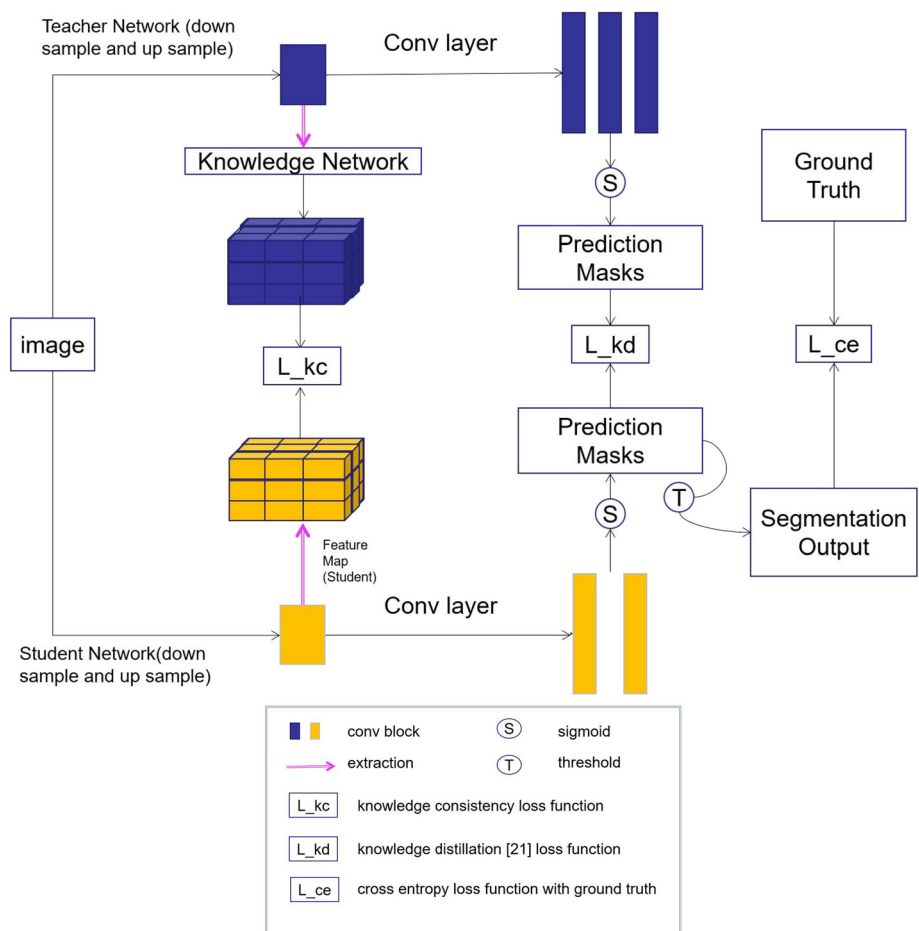 Teacher Network (down
sample and up sample)
Conv layer
Knowledge Network
S
Ground
Truth
Prediction
Masks
image
L_kc
L_kd
L_ce
Prediction
Masks
T
S
Segmentation
Output
Feature
Map
(Student)
Conv layer
Student Network(down
sample and up sample)
conv block
S
sigmoid
extraction
T
threshold
L_kc
knowledge consistency loss function
L_kd
knowledge distillation [21] loss function
L_ce
cross entropy loss function with ground truth